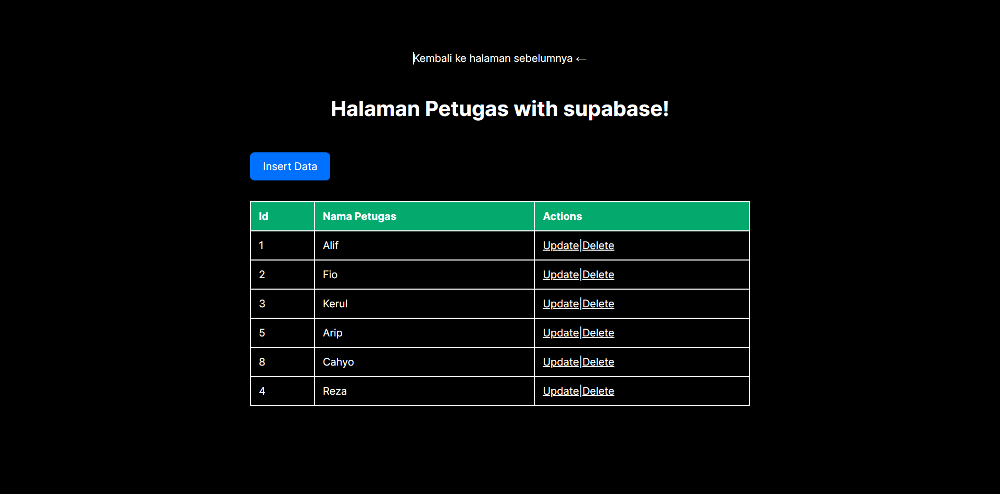 Kembali ke halaman sebelumnya ←
Halaman Petugas with supabase!
Insert Data
Id Nama Petugas Actions
1 Alif Update|Delete
2 Fio Update|Delete
3 Kerul Update|Delete
5 Arip Update|Delete
8 Cahyo Update|Delete
4 Reza Update|Delete